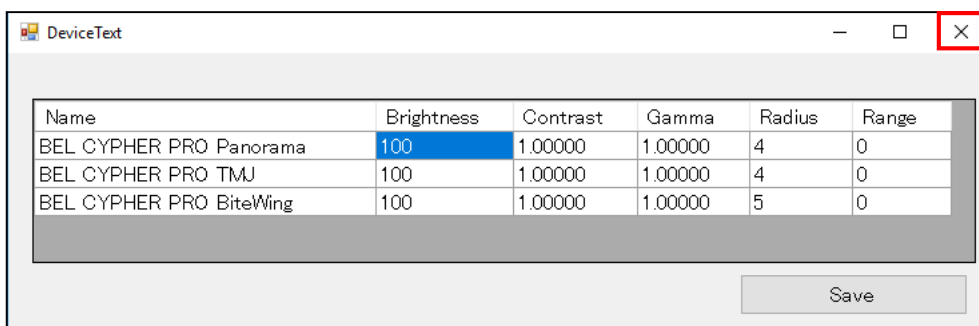 DeviceText
Name Brightness Contrast Gamma Radius Range
BEL CYPHER PRO Panorama 100 1.00000 1.00000 4 0
BEL CYPHER PRO TMJ 100 1.00000 1.00000 4 0
BEL CYPHER PRO BiteWing 100 1.00000 1.00000 5 0
Save